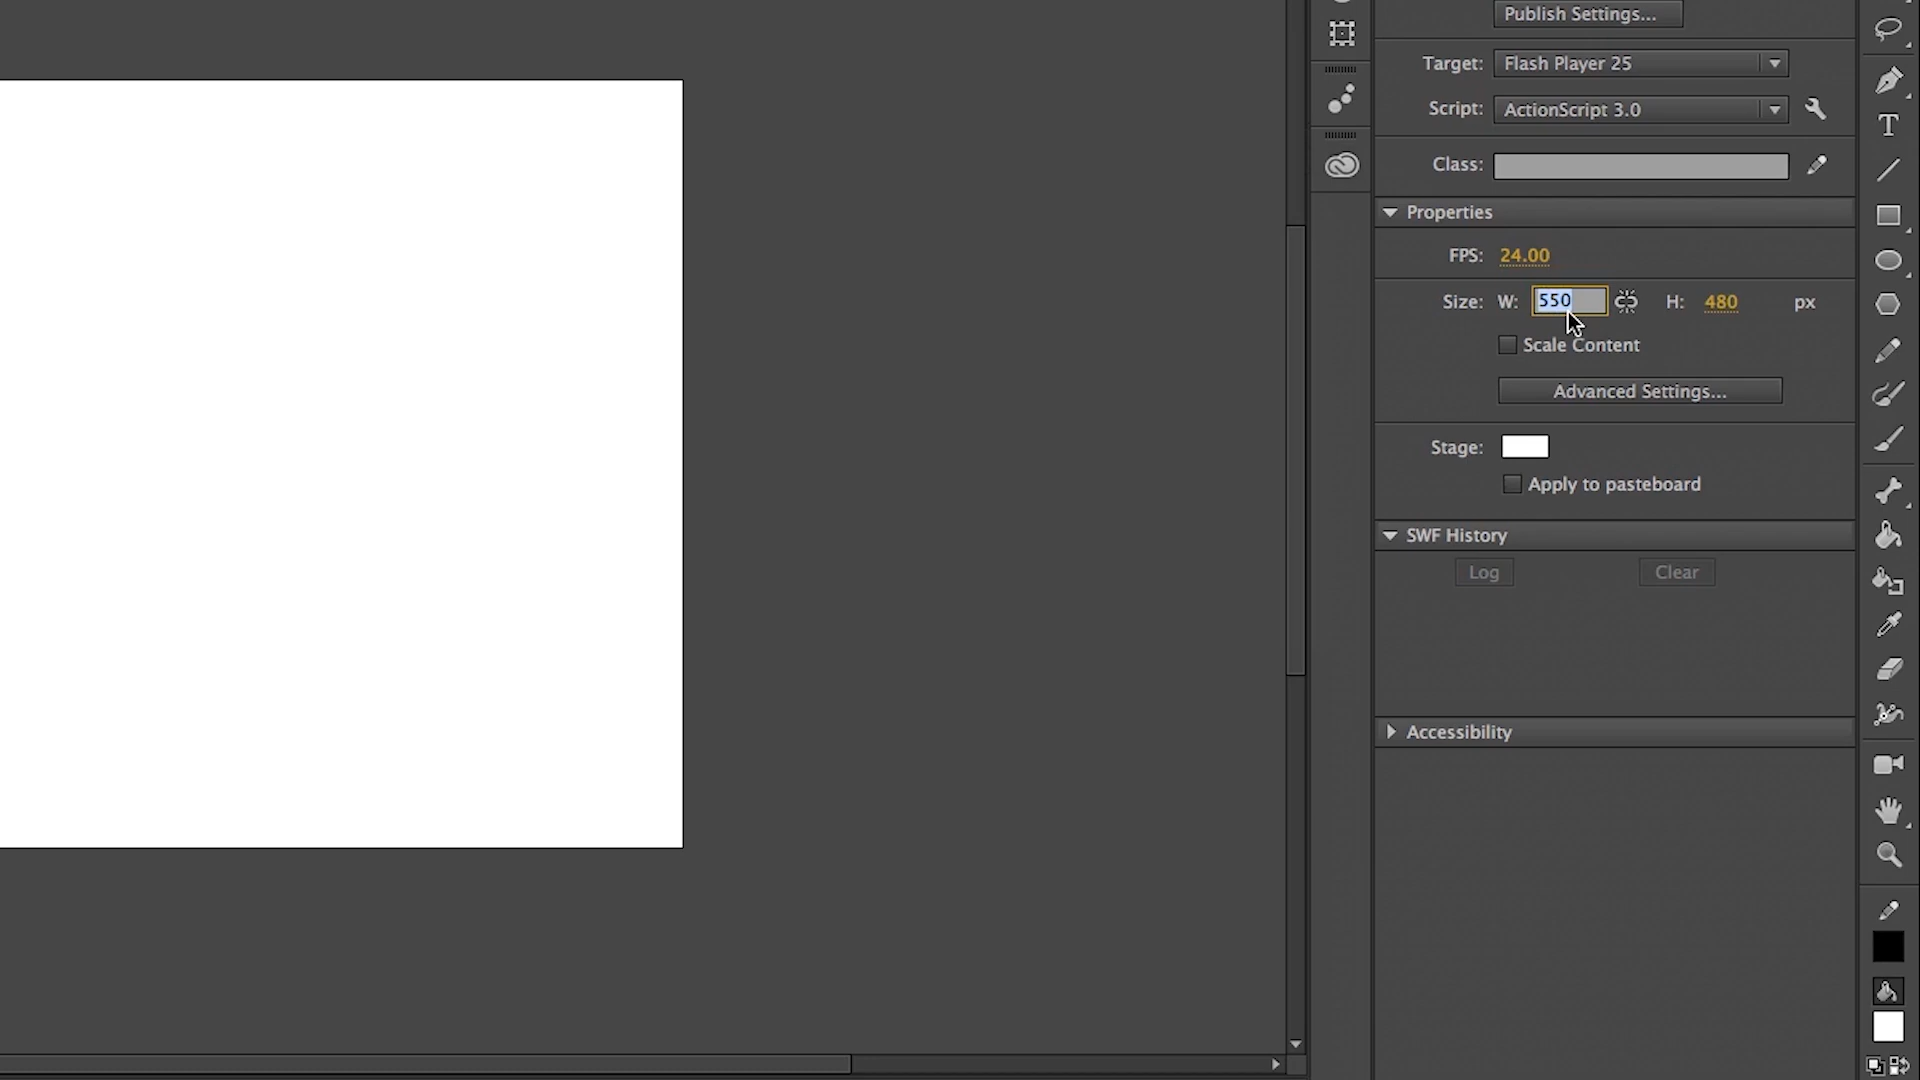 Publish Settings...
Target: Flash Player 25
Script: ActionScript 3.0
Class:
Properties
FPS: 24.00
Size: W: 550 H: 480 px
Scale Content
Advanced Settings...
Stage:
Apply to pasteboard
SWF History
Log Clear
Accessibility